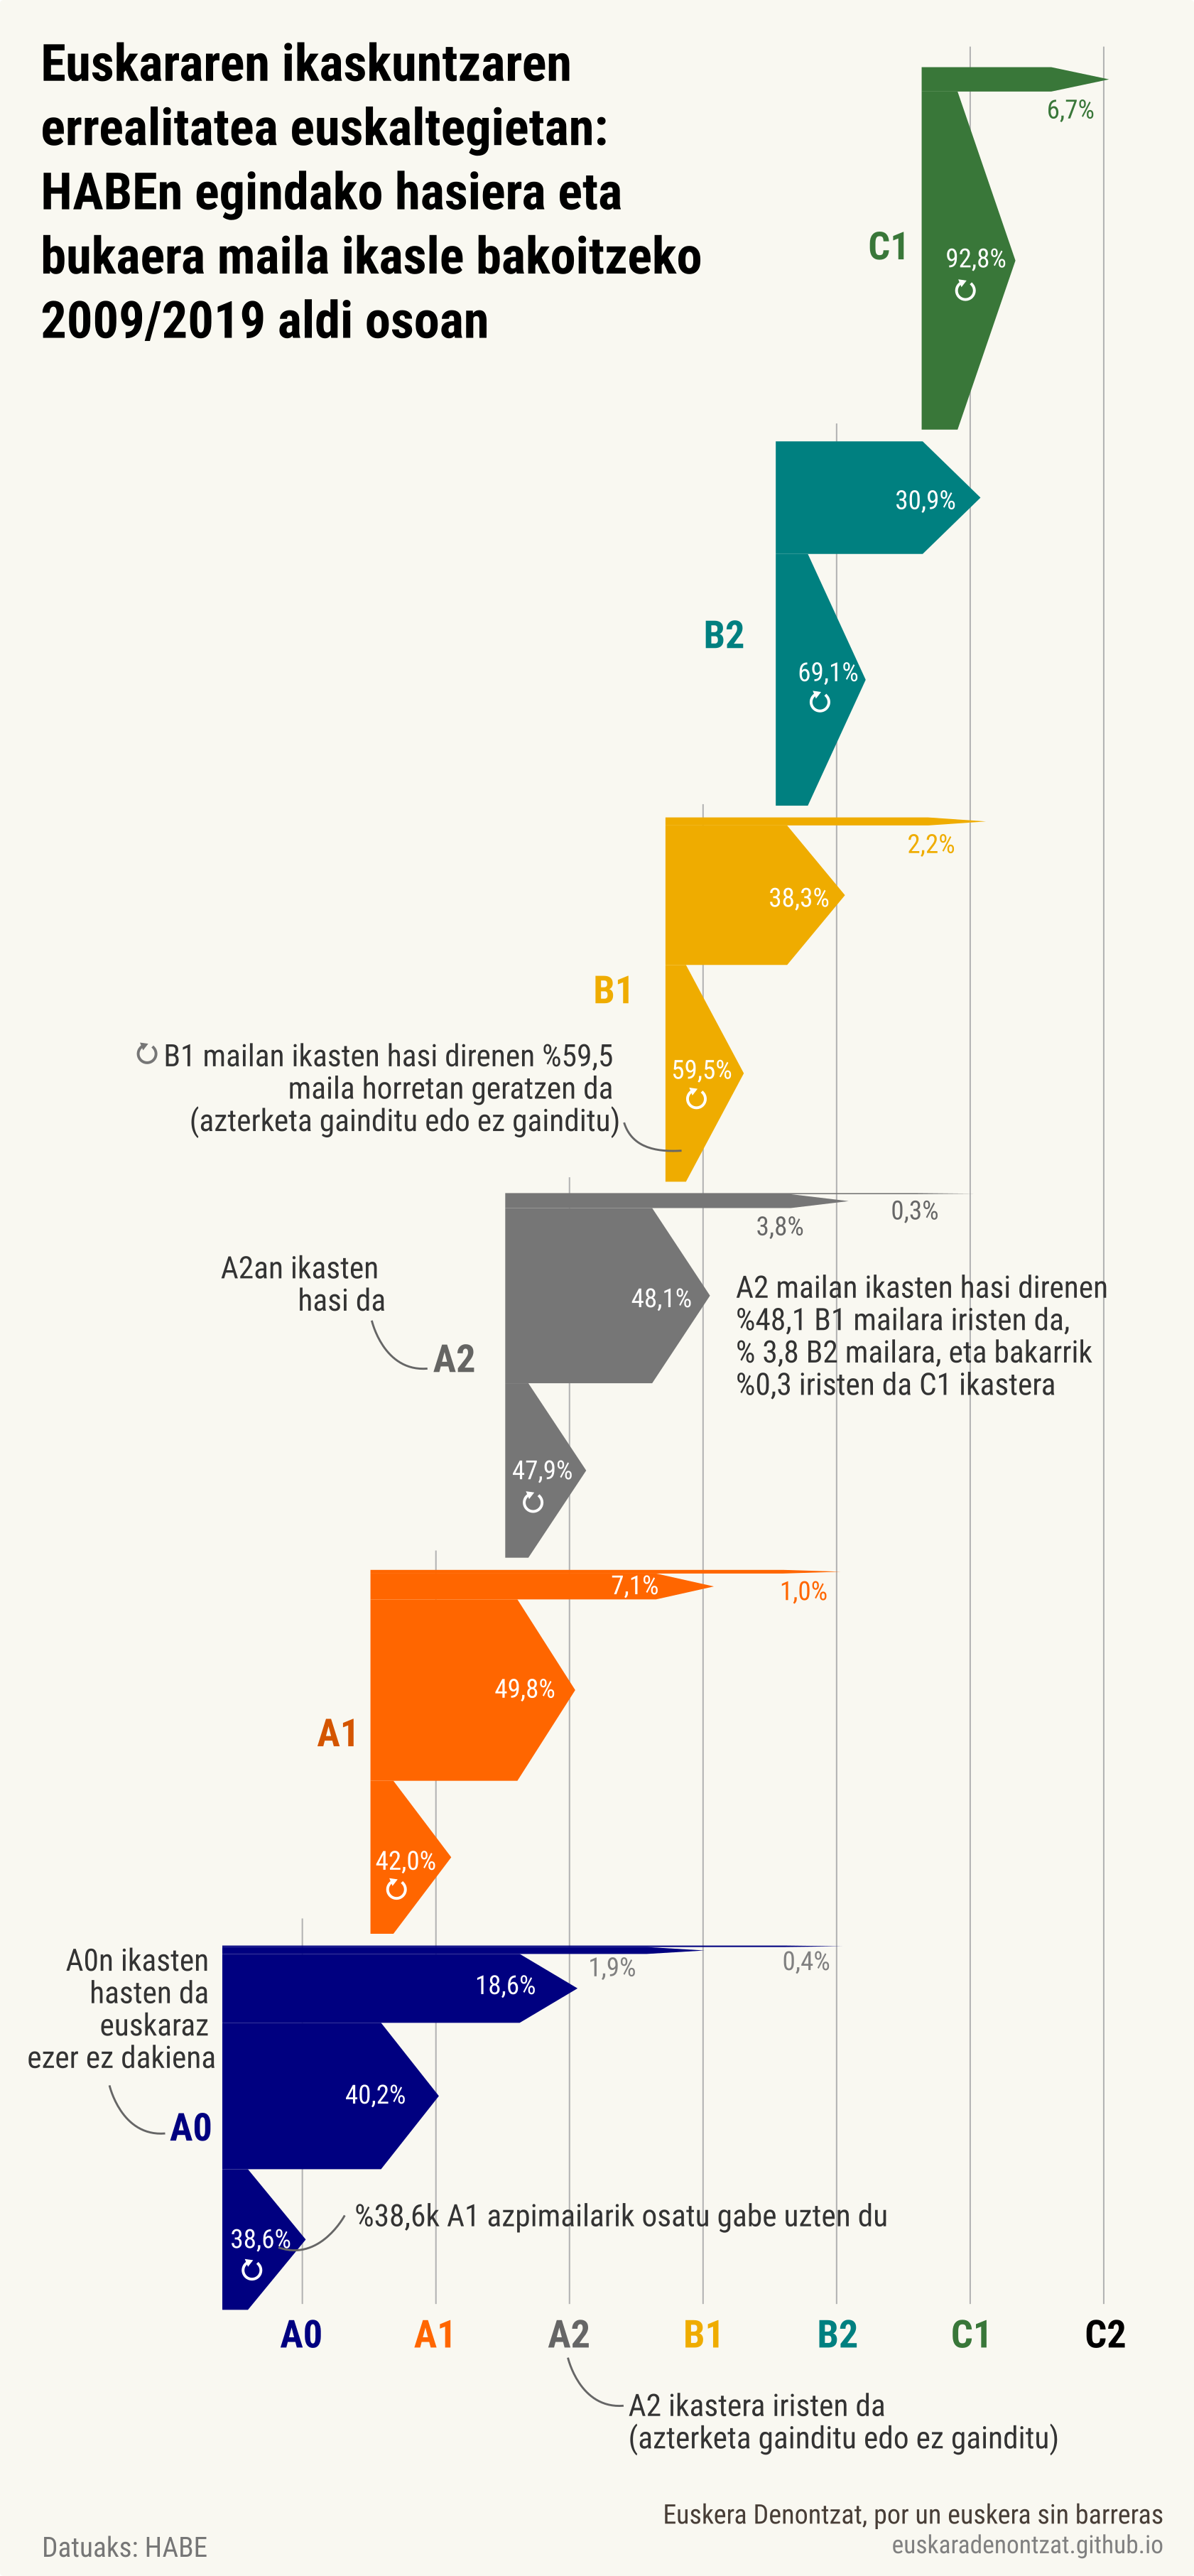 Euskararen ikaskuntzaren
errealitatea euskaltegietan:
HABEn egindako hasiera eta
bukaera maila ikasle bakoitzeko
2009/2019 aldi osoan
6,7%
C1
92,8%
30,9%
B2
69,1%
2,2%
38,3%
B1
B1 mailan ikasten hasi direnen %59,5
maila horretan geratzen da
(azterketa gainditu edo ez gainditu)
59,5%
0,3%
3,8%
A2an ikasten
hasi da
A2
48,1%
A2 mailan ikasten hasi direnen
%48,1 B1 mailara iristen da,
% 3,8 B2 mailara, eta bakarrik
%0,3 iristen da C1 ikastera
47,9%
7,1%
1,0%
49,8%
A1
42,0%
A0n ikasten
hasten da
euskaraz
ezer ez dakiena
1,9%
0,4%
18,6%
40,2%
A0
%38,6k A1 azpimailarik osatu gabe uzten du
38,6%
A0 A1 A2 B1 B2 C1 C2
A2 ikastera iristen da
(azterketa gainditu edo ez gainditu)
Euskera Denontzat, por un euskera sin barreras
Datuaks: HABE
euskaradenontzat.github.io